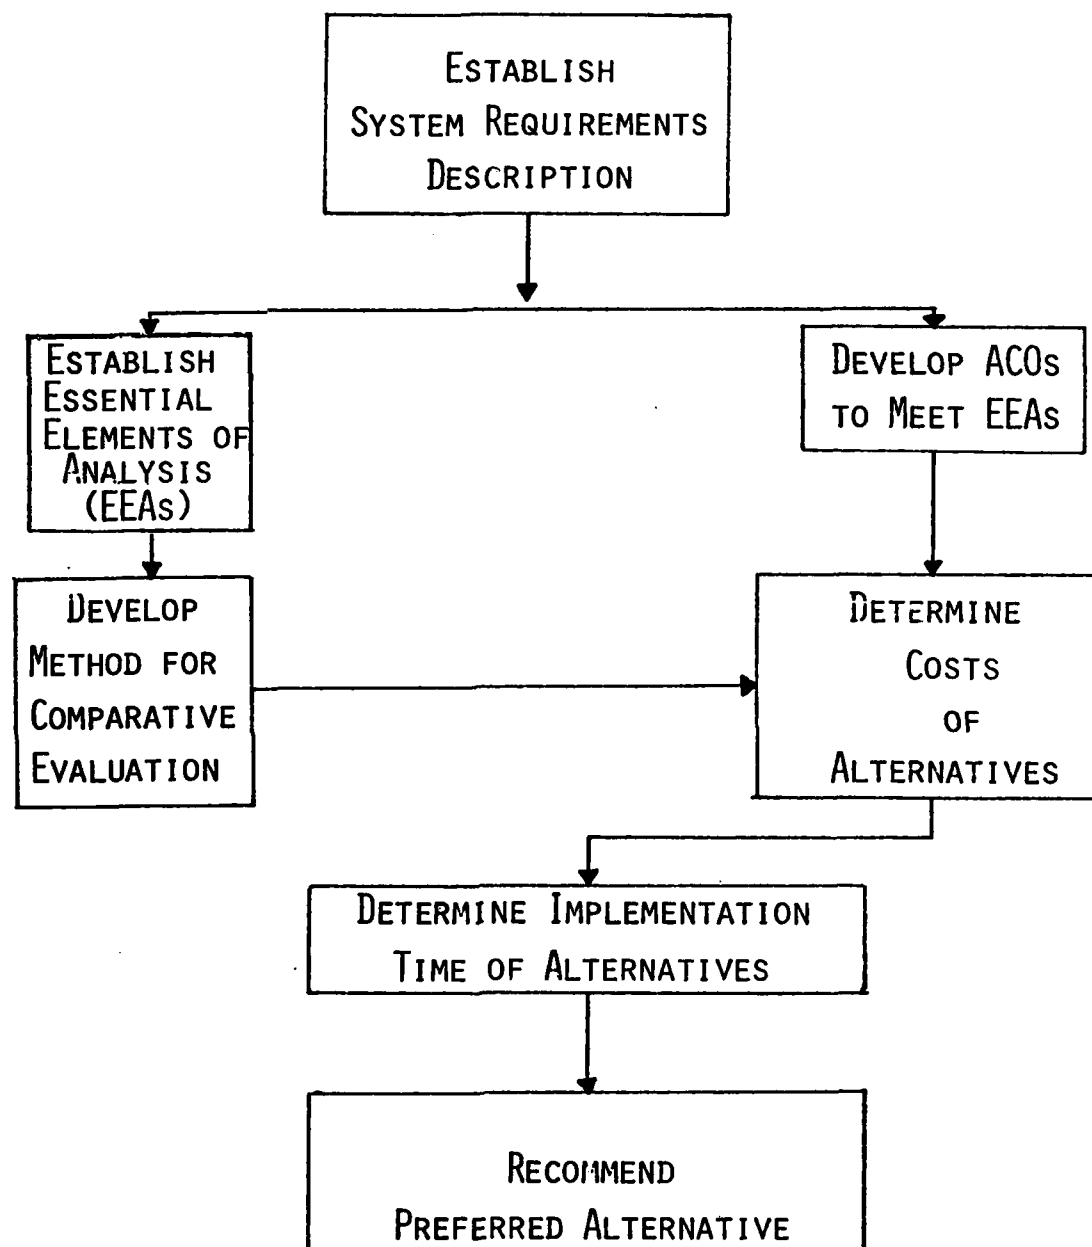 ESTABLISH
SYSTEM REQUIREMENTS
DESCRIPTION
ESTABLISH
ESSENTIAL
ELEMENTS OF
ANALYSIS
(EEAS)
DEVELOP ACOS
TO MEET EEAS
DEVELOP
METHOD FOR
COMPARATIVE
EVALUATION
DETERMINE
COSTS
OF
ALTERNATIVES
DETERMINE IMPLEMENTATION
TIME OF ALTERNATIVES
RECOMMEND
PREFERRED ALTERNATIVE